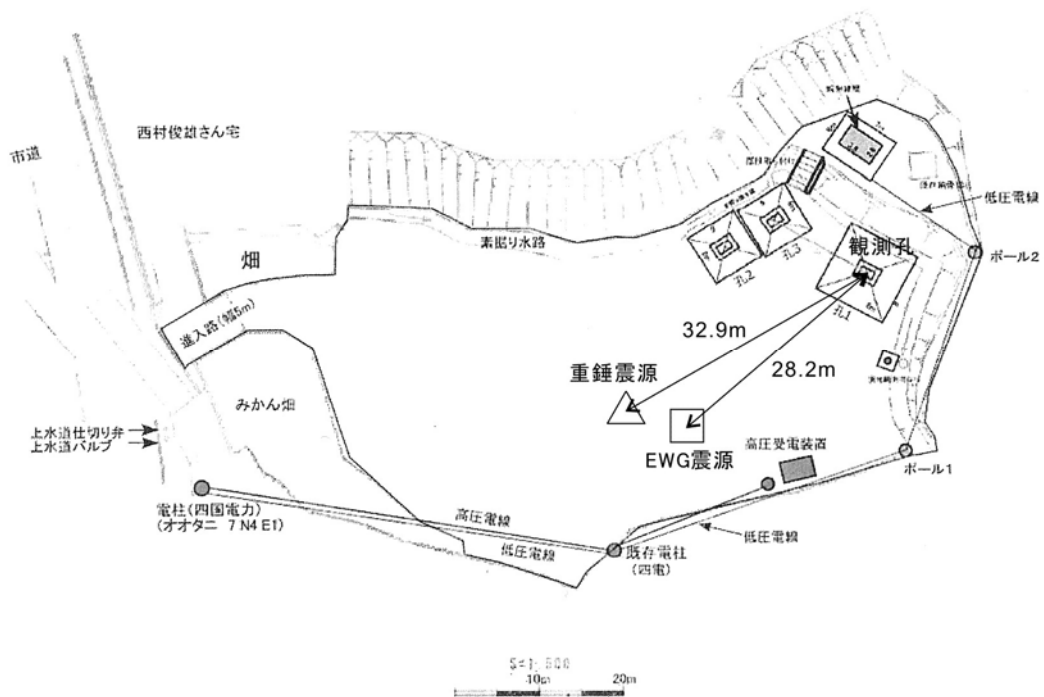 西村俊雄さん宅
市道
低圧電線
素掘り水路
畑
観測孔
ポール2
孔2
孔3
孔1
進入路(幅5m)
32.9m
28.2m
重錘震源
みかん畑
上水道仕切り弁
上水道バルブ
EWG震源
高圧受電装置
ポール1
電柱(四国電力)
(オオタニ 7 N4 E1)
高圧電線
低圧電線
低圧電線
既存電柱
(四電)
10m
20m